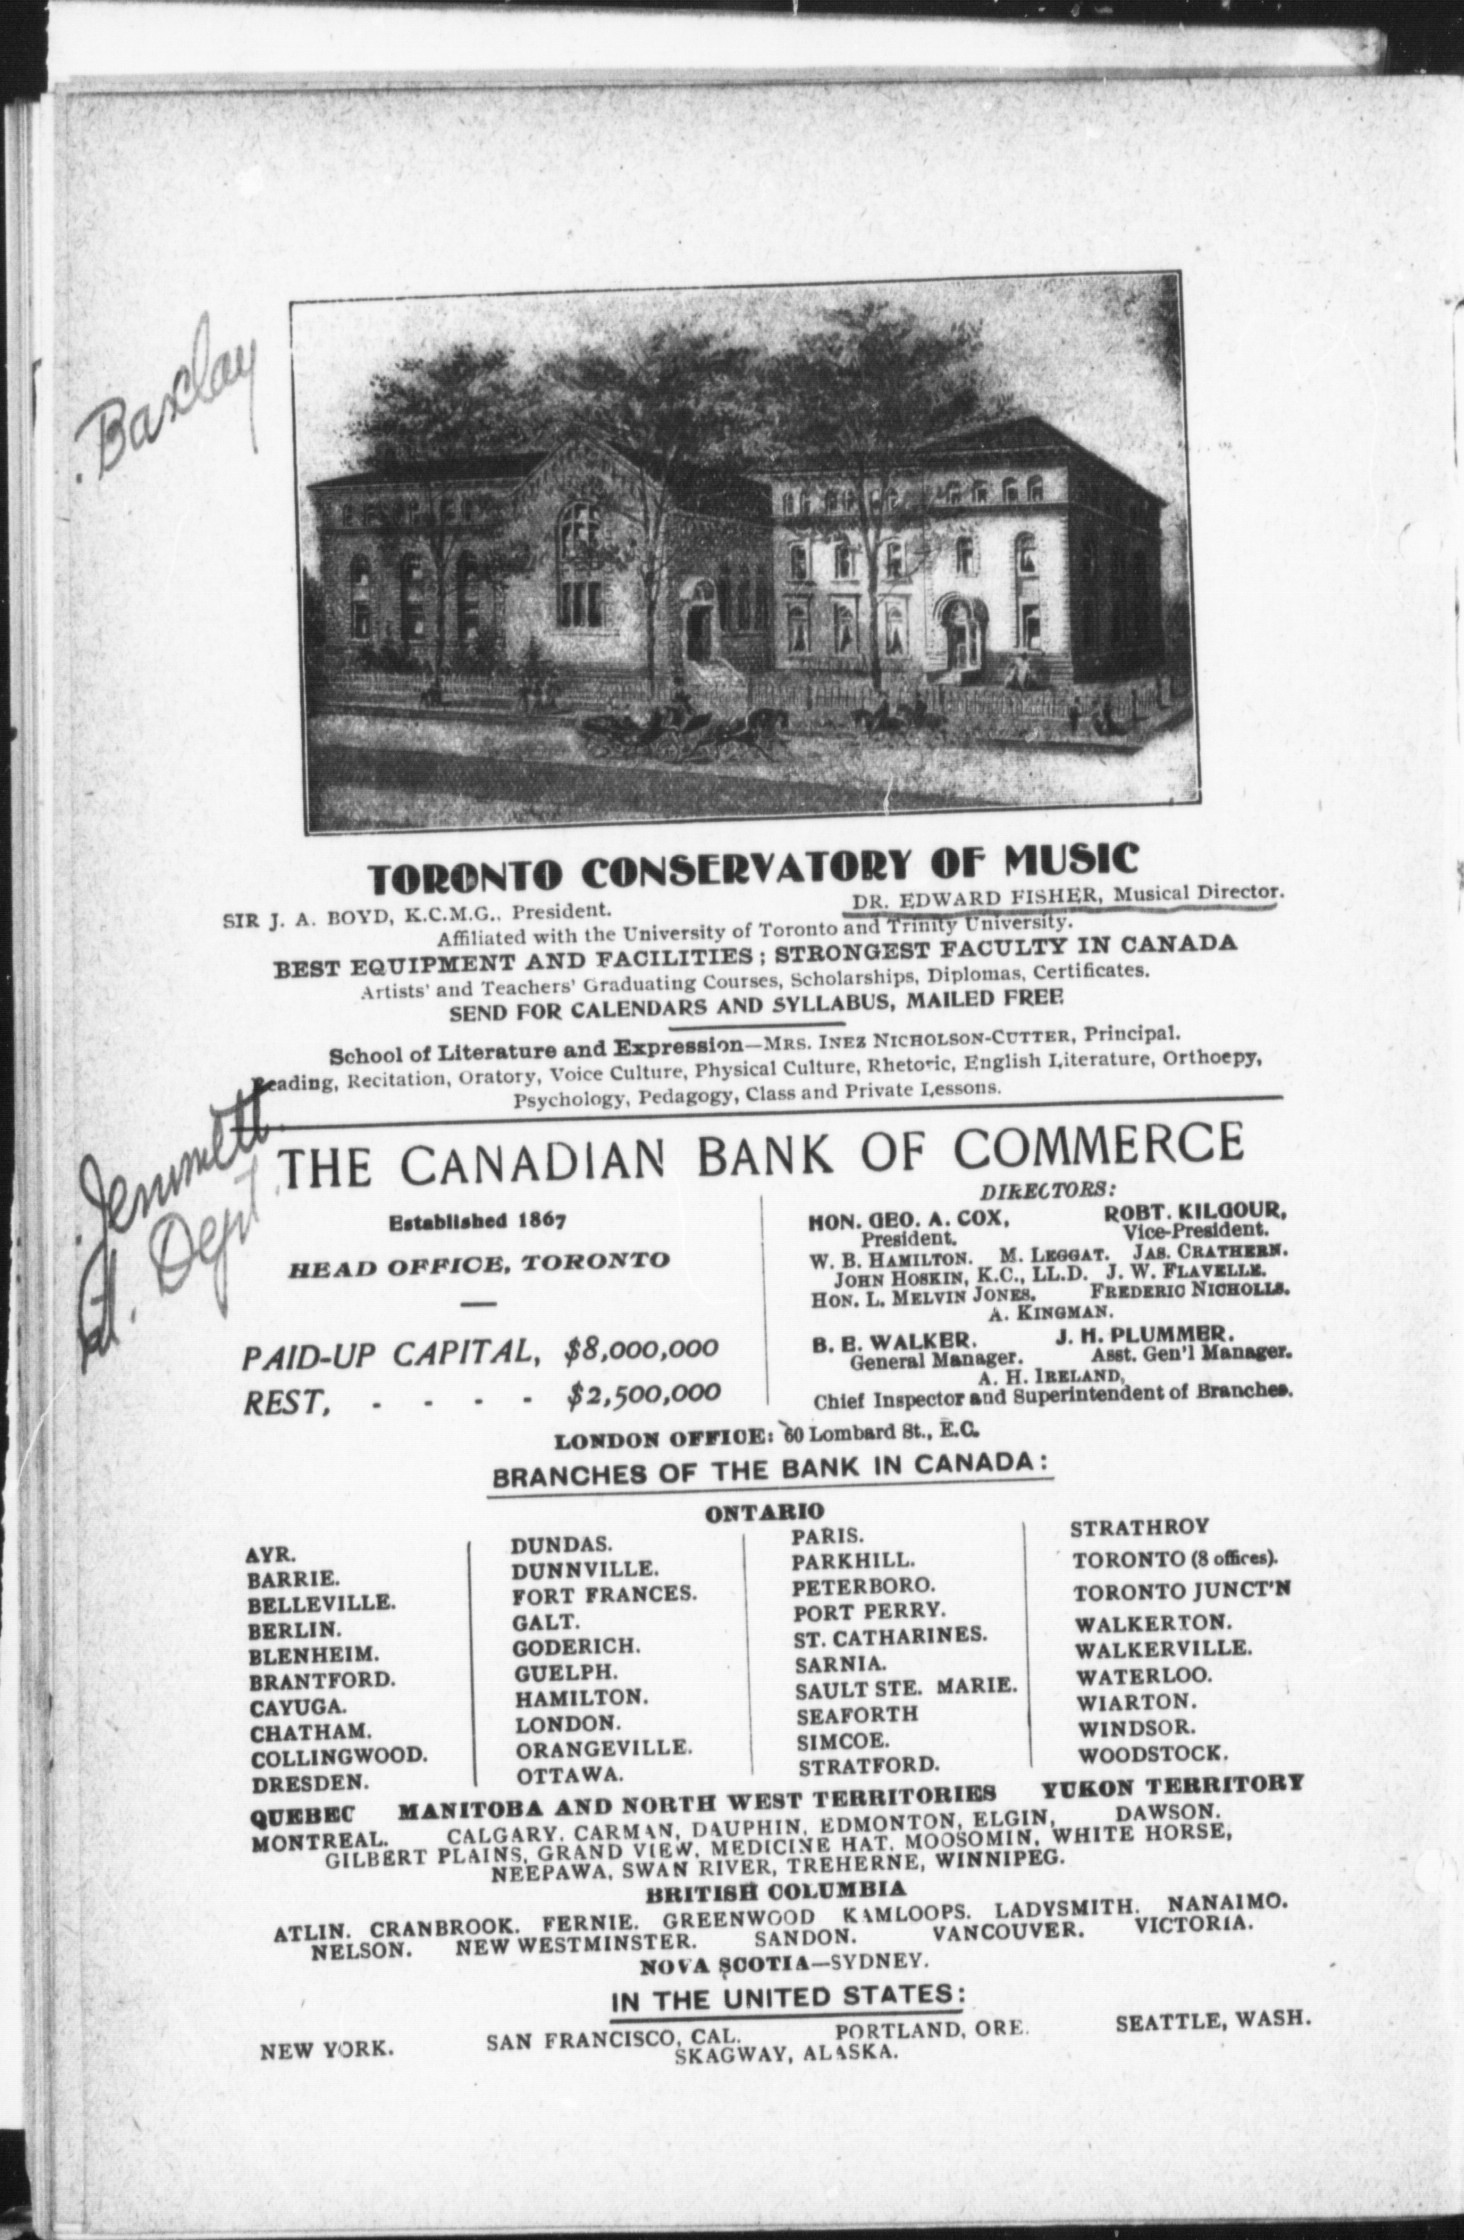 Barclay
TORONTO CONSERVATORY OF MUSIC
SIR J. A. BOYD, K.C.M.G., President. DR. EDWARD FISHER, Musical Director.
Affiliated with the University of Toronto and Trinity University.
BEST EQUIPMENT AND FACILITIES; STRONGEST FACULTY IN CANADA
Artists' and Teachers' Graduating Courses, Scholarships, Diplomas, Certificates.
SEND FOR CALENDARS AND SYLLABUS, MAILED FREE
School of Literature and Expression—MRS. INEZ NICHOLSON-CUTTER, Principal.
Reading, Recitation, Oratory, Voice Culture, Physical Culture, Rhetoric, English Literature, Orthoepy,
Psychology, Pedagogy, Class and Private Lessons.
Jemmett
Dept
THE CANADIAN BANK OF COMMERCE
Established 1867
HEAD OFFICE, TORONTO
PAID-UP CAPITAL, $8,000,000
REST, - - - - $2,500,000
DIRECTORS:
HON. GEO. A. COX, ROBT. KILGOUR,
President. Vice-President.
W. B. HAMILTON. M. LEGGAT. JAS. CRATHERN.
JOHN HOSKIN, K.C., LL.D. J. W. FLAVELLE.
HON. L. MELVIN JONES. FREDERIC NICHOLLS.
A. KINGMAN.
B. E. WALKER. J. H. PLUMMER.
General Manager. Asst. Gen'l Manager.
A. H. IRELAND,
Chief Inspector and Superintendent of Branches.
LONDON OFFICE: 60 Lombard St., E.C.
BRANCHES OF THE BANK IN CANADA:
ONTARIO
AYR.
BARRIE.
BELLEVILLE.
BERLIN.
BLENHEIM.
BRANTFORD.
CAYUGA.
CHATHAM.
COLLINGWOOD.
DRESDEN.
DUNDAS.
DUNNVILLE.
FORT FRANCES.
GALT.
GODERICH.
GUELPH.
HAMILTON.
LONDON.
ORANGEVILLE.
OTTAWA.
PARIS.
PARKHILL.
PETERBORO.
PORT PERRY.
ST. CATHARINES.
SARNIA.
SAULT STE. MARIE.
SEAFORTH
SIMCOE.
STRATFORD.
STRATHROY
TORONTO (8 offices).
TORONTO JUNCT'N
WALKERTON.
WALKERVILLE.
WATERLOO.
WIARTON.
WINDSOR.
WOODSTOCK.
QUEBEC MANITOBA AND NORTH WEST TERRITORIES YUKON TERRITORY
MONTREAL. CALGARY. CARMAN, DAUPHIN, EDMONTON, ELGIN, DAWSON.
GILBERT PLAINS, GRAND VIEW, MEDICINE HAT, MOOSOMIN, WHITE HORSE,
NEEPAWA, SWAN RIVER, TREHERNE, WINNIPEG.
BRITISH COLUMBIA
ATLIN. CRANBROOK. FERNIE. GREENWOOD KAMLOOPS. LADYSMITH. NANAIMO.
NELSON. NEW WESTMINSTER. SANDON. VANCOUVER. VICTORIA.
NOVA SCOTIA—SYDNEY.
IN THE UNITED STATES:
NEW YORK. SAN FRANCISCO, CAL. PORTLAND, ORE. SEATTLE, WASH.
SKAGWAY, ALASKA.